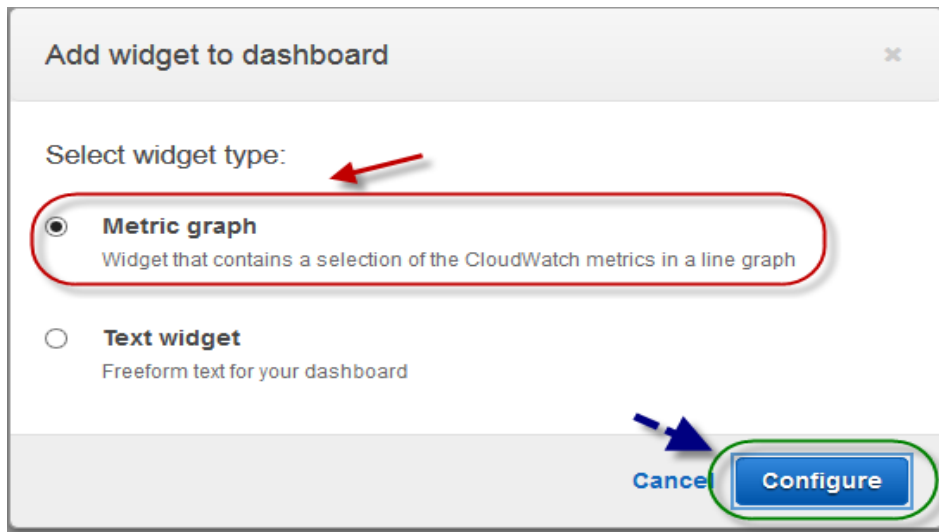 Add widget to dashboard
Select widget type:
Metric graph
Widget that contains a selection of the CloudWatch metrics in a line graph
Text widget
Freeform text for your dashboard
Cancel Configure